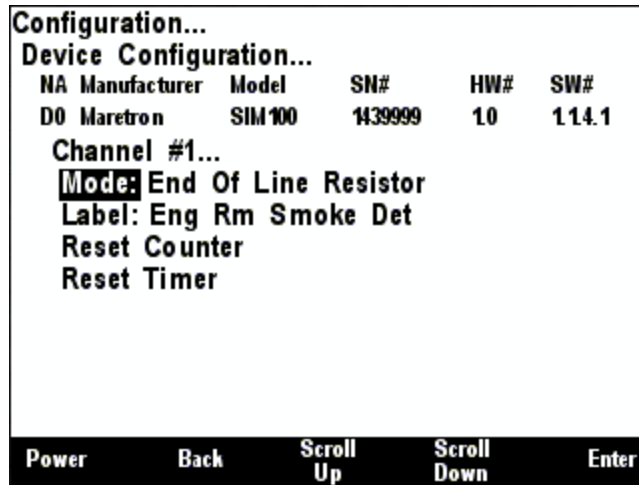 Configuration...
Device Configuration...
NA Manufacturer Model SN# HW# SW#
D0 Maretron SIM100 1439999 1.0 1.1.4.1
Channel #1...
Mode: End Of Line Resistor
Label: Eng Rm Smoke Det
Reset Counter
Reset Timer
Power Back Scroll Up Scroll Down Enter